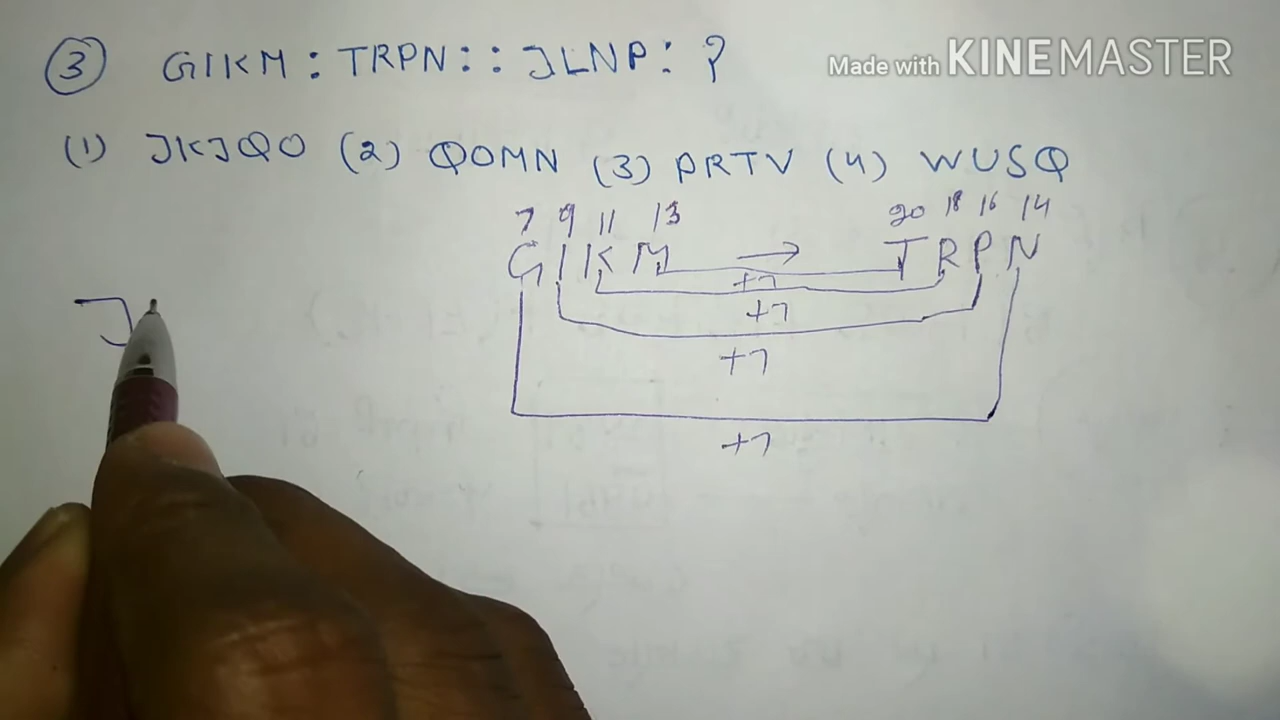 Made with KINEMASTER
③ GIKM : TRPN : : JLNP : ?
(1) JKJQO (2) QOMN (3) PRTV (4) WUSQ
7 9 11 13 20 18 16 14
GIKM → TRPN
+7
+7
+7
+7
J